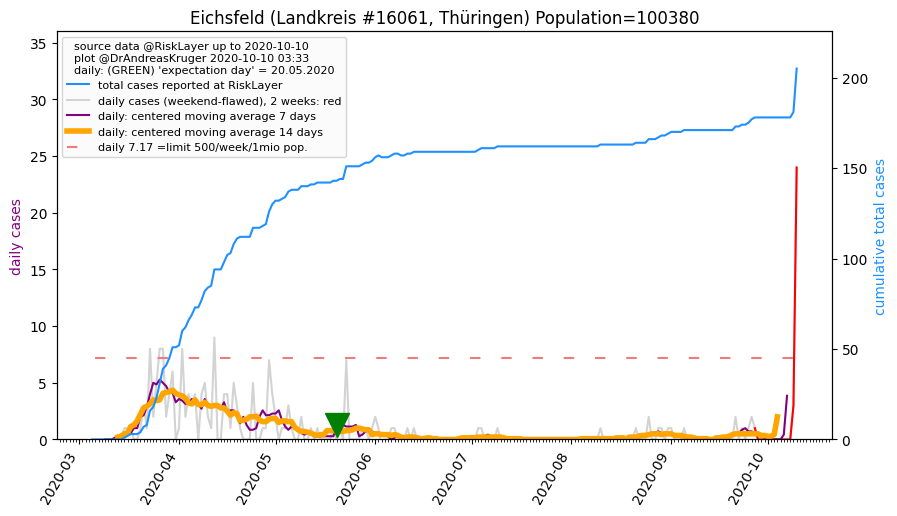 Eichsfeld (Landkreis #16061, Thüringen) Population=100380
source data @RiskLayer up to 2020-10-10
plot @DrAndreasKruger 2020-10-10 03:33
daily: (GREEN) 'expectation day' = 20.05.2020
total cases reported at RiskLayer
daily cases (weekend-flawed), 2 weeks: red
daily: centered moving average 7 days
daily: centered moving average 14 days
daily 7.17 =limit 500/week/1mio pop.
daily cases
35
30
25
20
15
10
5
0
cumulative total cases
200
150
100
50
0
2020-03
2020-04
2020-05
2020-06
2020-07
2020-08
2020-09
2020-10